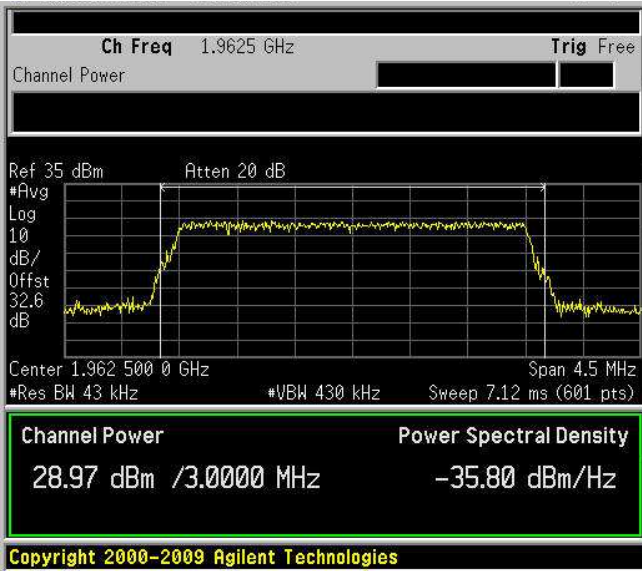 Ch Freq 1.9625 GHz Trig Free
Channel Power
Ref 35 dBm Atten 20 dB
#Avg
Log
10
dB/
Offst
32.6
dB
Center 1.962 500 0 GHz Span 4.5 MHz
#Res BW 43 kHz #VBW 430 kHz Sweep 7.12 ms (601 pts)
Channel Power Power Spectral Density
28.97 dBm /3.0000 MHz -35.80 dBm/Hz
Copyright 2000-2009 Agilent Technologies